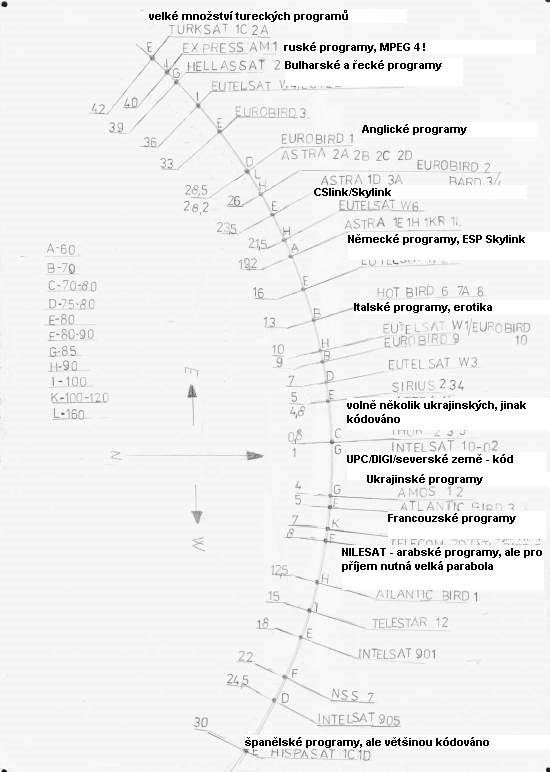 velké množství tureckých programů
TURKSAT 1C 2A
E
42
EXPRESS AM1 ruské programy, MPEG 4 !
I
40
HELLASSAT 2 Bulharské a řecké programy
G
39
EUTELSAT
I
36
EUROBIRD 3
E
33
Anglické programy
EUROBIRD 1
ASTRA 2A 2B 2C 2D
D
28,5
28,2
L
EUROBIRD 2
H
26
ASTRA 1D 3A
BARD 3/4
CSlink/Skylink
E
23,5
EUTELSAT W6
H
21,5
ASTRA 1E 1H 1KR 1L
A
19,2
Německé programy, ESP Skylink
E
16
HOT BIRD 6 7A 8
B
13
Italské programy, erotika
EUTELSAT W1/EUROBIRD 10
H
10
EUROBIRD 9
B
9
EUTELSAT W3
D
7
SIRIUS 2 3 4
E
5
4,8
volně několik ukrajinských, jinak
kódováno
THOR 2 3 5
C
0,8
INTELSAT 10-02
G
1
UPC/DIGI/severské země - kód
Ukrajinské programy
AMOS 1 2
G
4
ATLANTIC BIRD 3
E
5
Francouzské programy
K
7
TELECOM 2D
E
8
NILESAT - arabské programy, ale pro
příjem nutná velká parabola
H
12,5
ATLANTIC BIRD 1
I
15
TELESTAR 12
E
18
INTELSAT 901
F
22
NSS 7
D
24,5
INTELSAT 905
30
španělské programy, ale většinou kódováno
E
HISPASAT 1C 1D
A-60
B-70
C-70-80
D-75-80
E-80
F-80-90
G-85
H-90
I-100
K-100-120
L-160
E
N
W